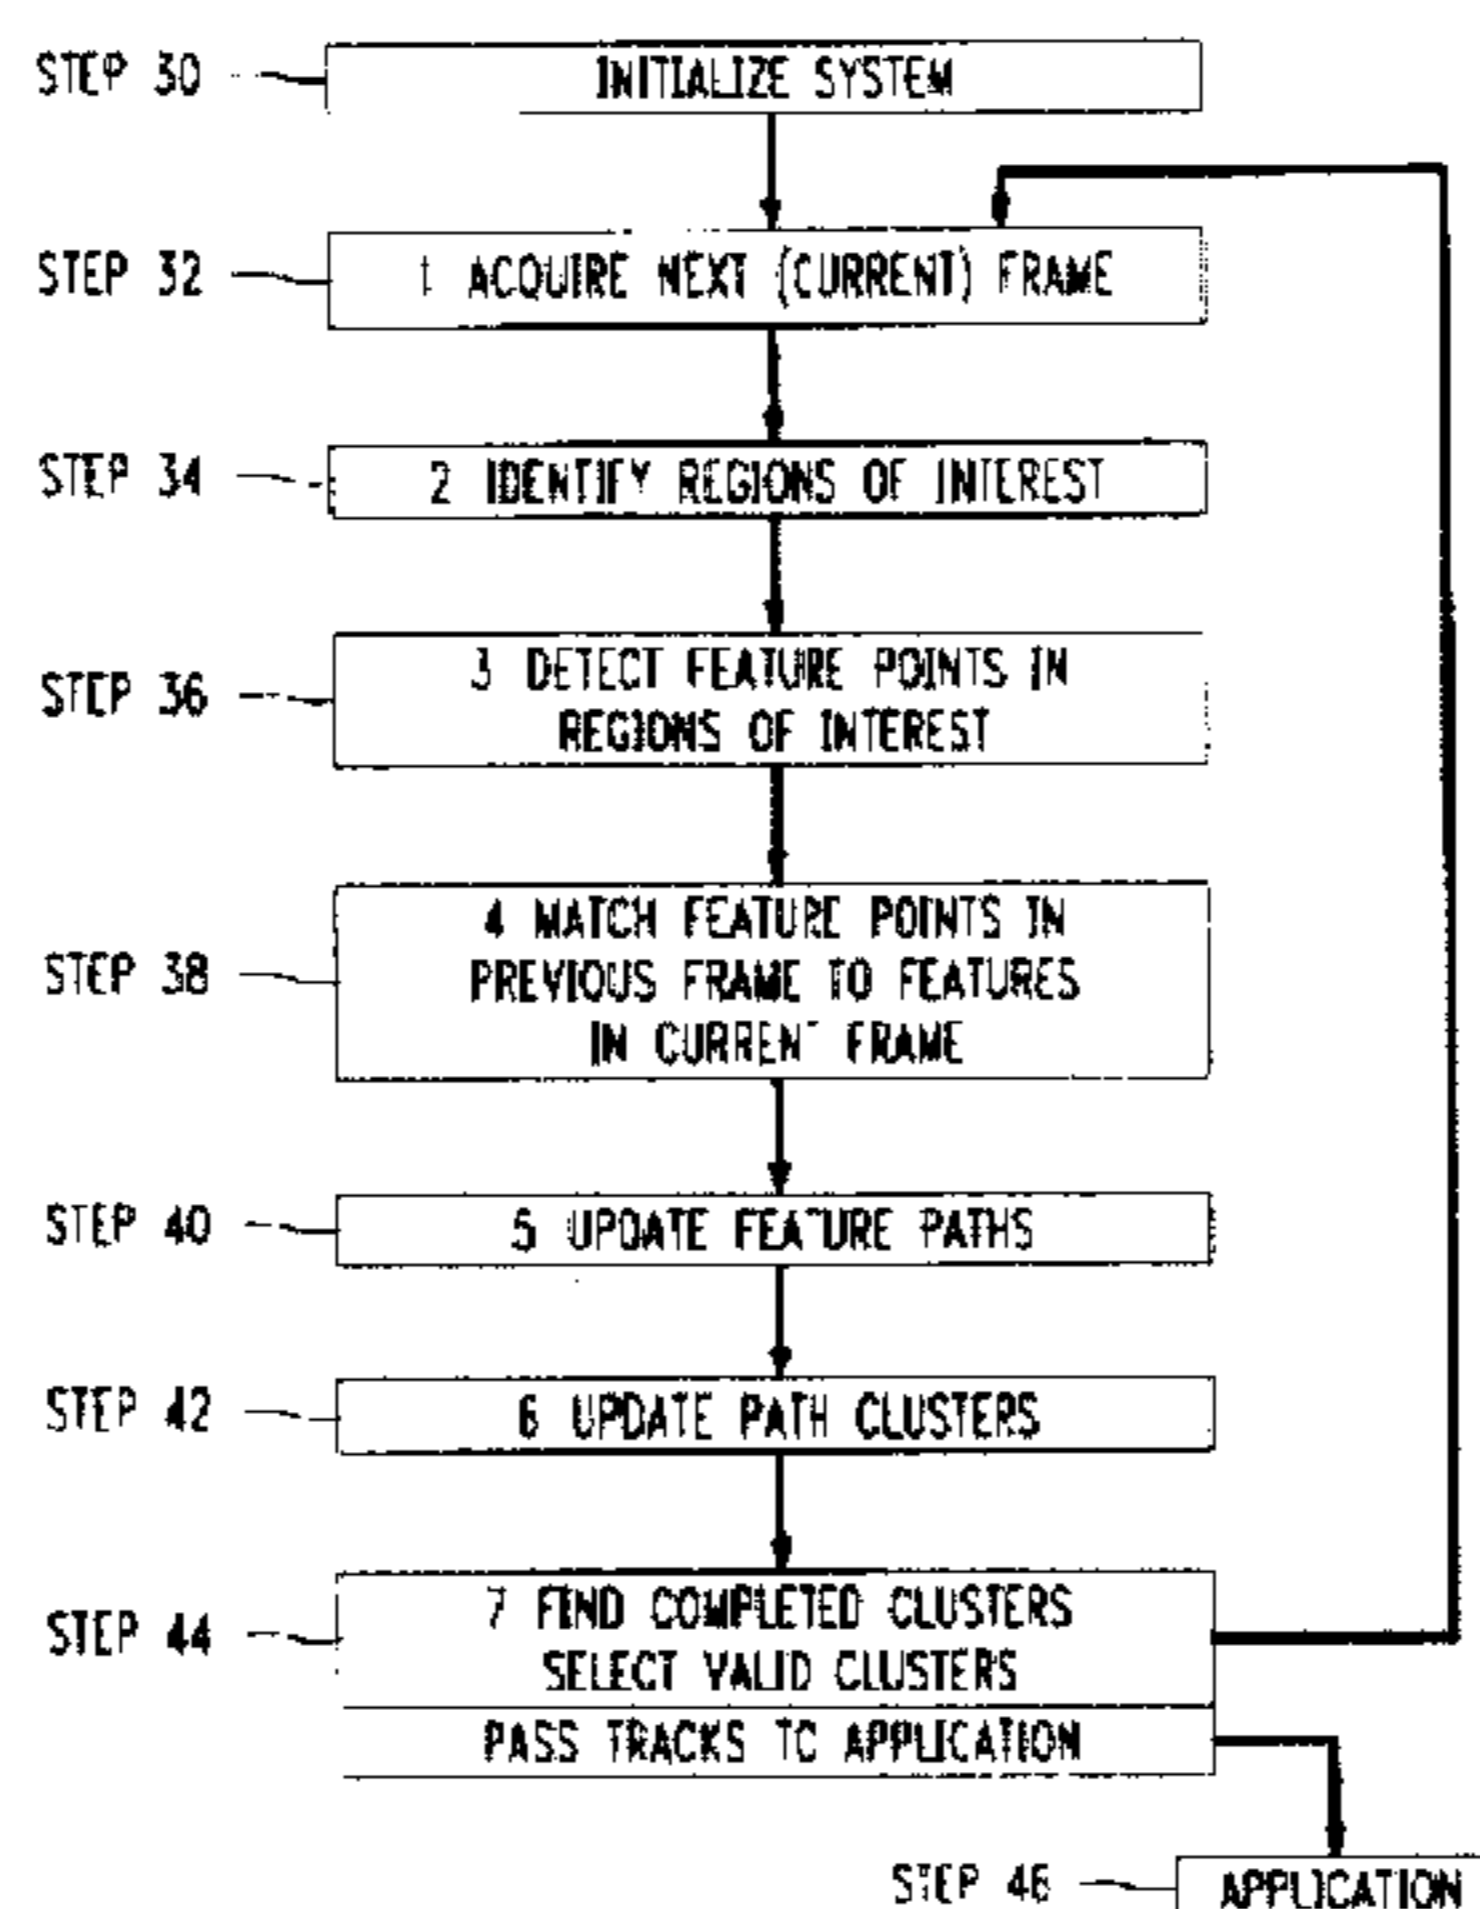 STEP 30 INITIALIZE SYSTEM
STEP 32 1 ACQUIRE NEXT (CURRENT) FRAME
STEP 34 2 IDENTIFY REGIONS OF INTEREST
STEP 36 3 DETECT FEATURE POINTS IN
REGIONS OF INTEREST
4 MATCH FEATURE POINTS IN
STEP 38 PREVIOUS FRAME TO FEATURES
IN CURRENT FRAME
STEP 40 5 UPDATE FEATURE PATHS
STEP 42 6 UPDATE PATH CLUSTERS
STEP 44 7 FIND COMPLETED CLUSTERS
SELECT VALID CLUSTERS
PASS TRACKS TO APPLICATION
STEP 46 APPLICATION